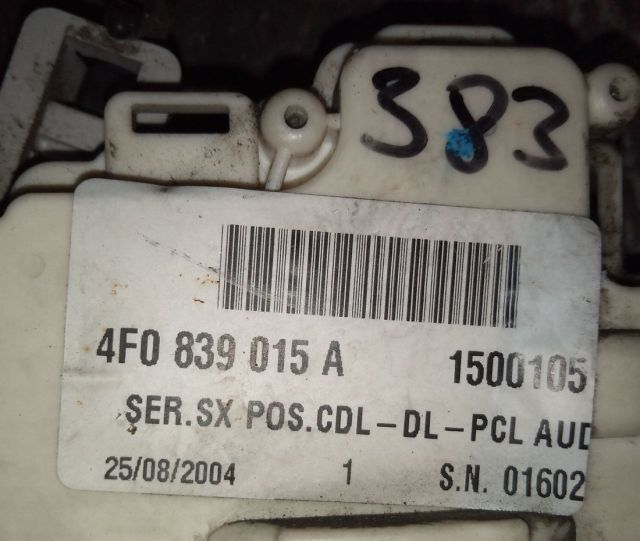 383
4F0 839 015 A 1500105
SER.SX POS.CDL-DL-PCL AUD
25/08/2004 1 S.N. 01602